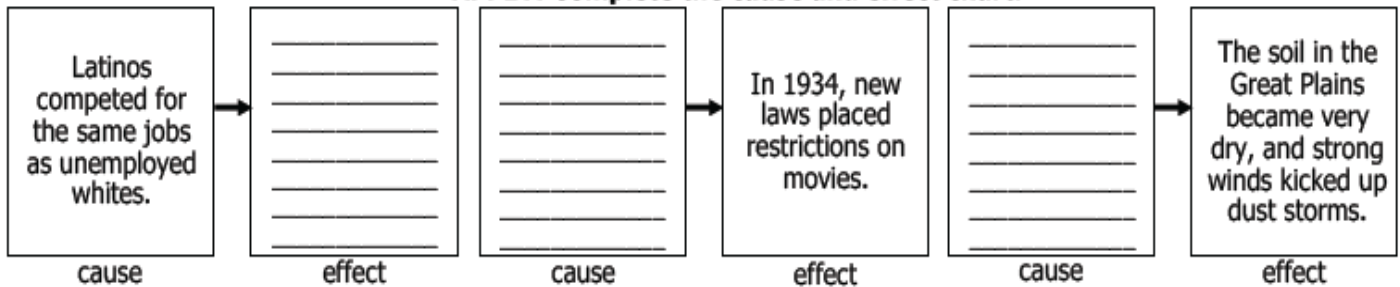 Latinos
competed for
the same jobs
as unemployed
whites.
cause
effect
cause
In 1934, new
laws placed
restrictions on
movies.
effect
cause
The soil in the
Great Plains
became very
dry, and strong
winds kicked up
dust storms.
effect